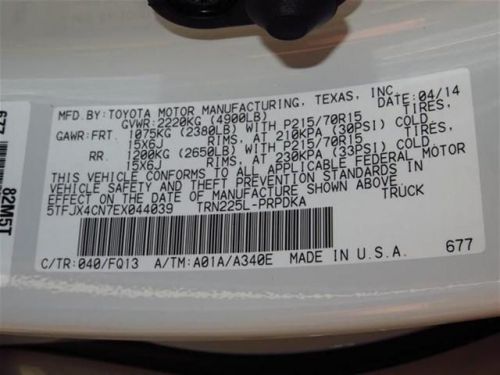 MFD.BY:TOYOTA MOTOR MANUFACTURING, TEXAS, INC.
GVWR:2220KG (4900LB) DATE:04/14
GAWR:FRT. 1075KG (2380LB) WITH P215/70R15 TIRES,
15X6J RIMS, AT 210KPA (30PSI) COLD.
RR. 1200KG (2650LB) WITH P215/70R15 TIRES,
15X6J RIMS, AT 230KPA (33PSI) COLD.
THIS VEHICLE CONFORMS TO ALL APPLICABLE FEDERAL MOTOR
VEHICLE SAFETY AND THEFT PREVENTION STANDARDS IN
EFFECT ON THE DATE OF MANUFACTURE SHOWN ABOVE.
5TFJX4CN7EX044039 TRN225L-PRPDKA TRUCK
C/TR:040/FQ13 A/TM:A01A/A340E MADE IN U.S.A. 677
677
82M5T